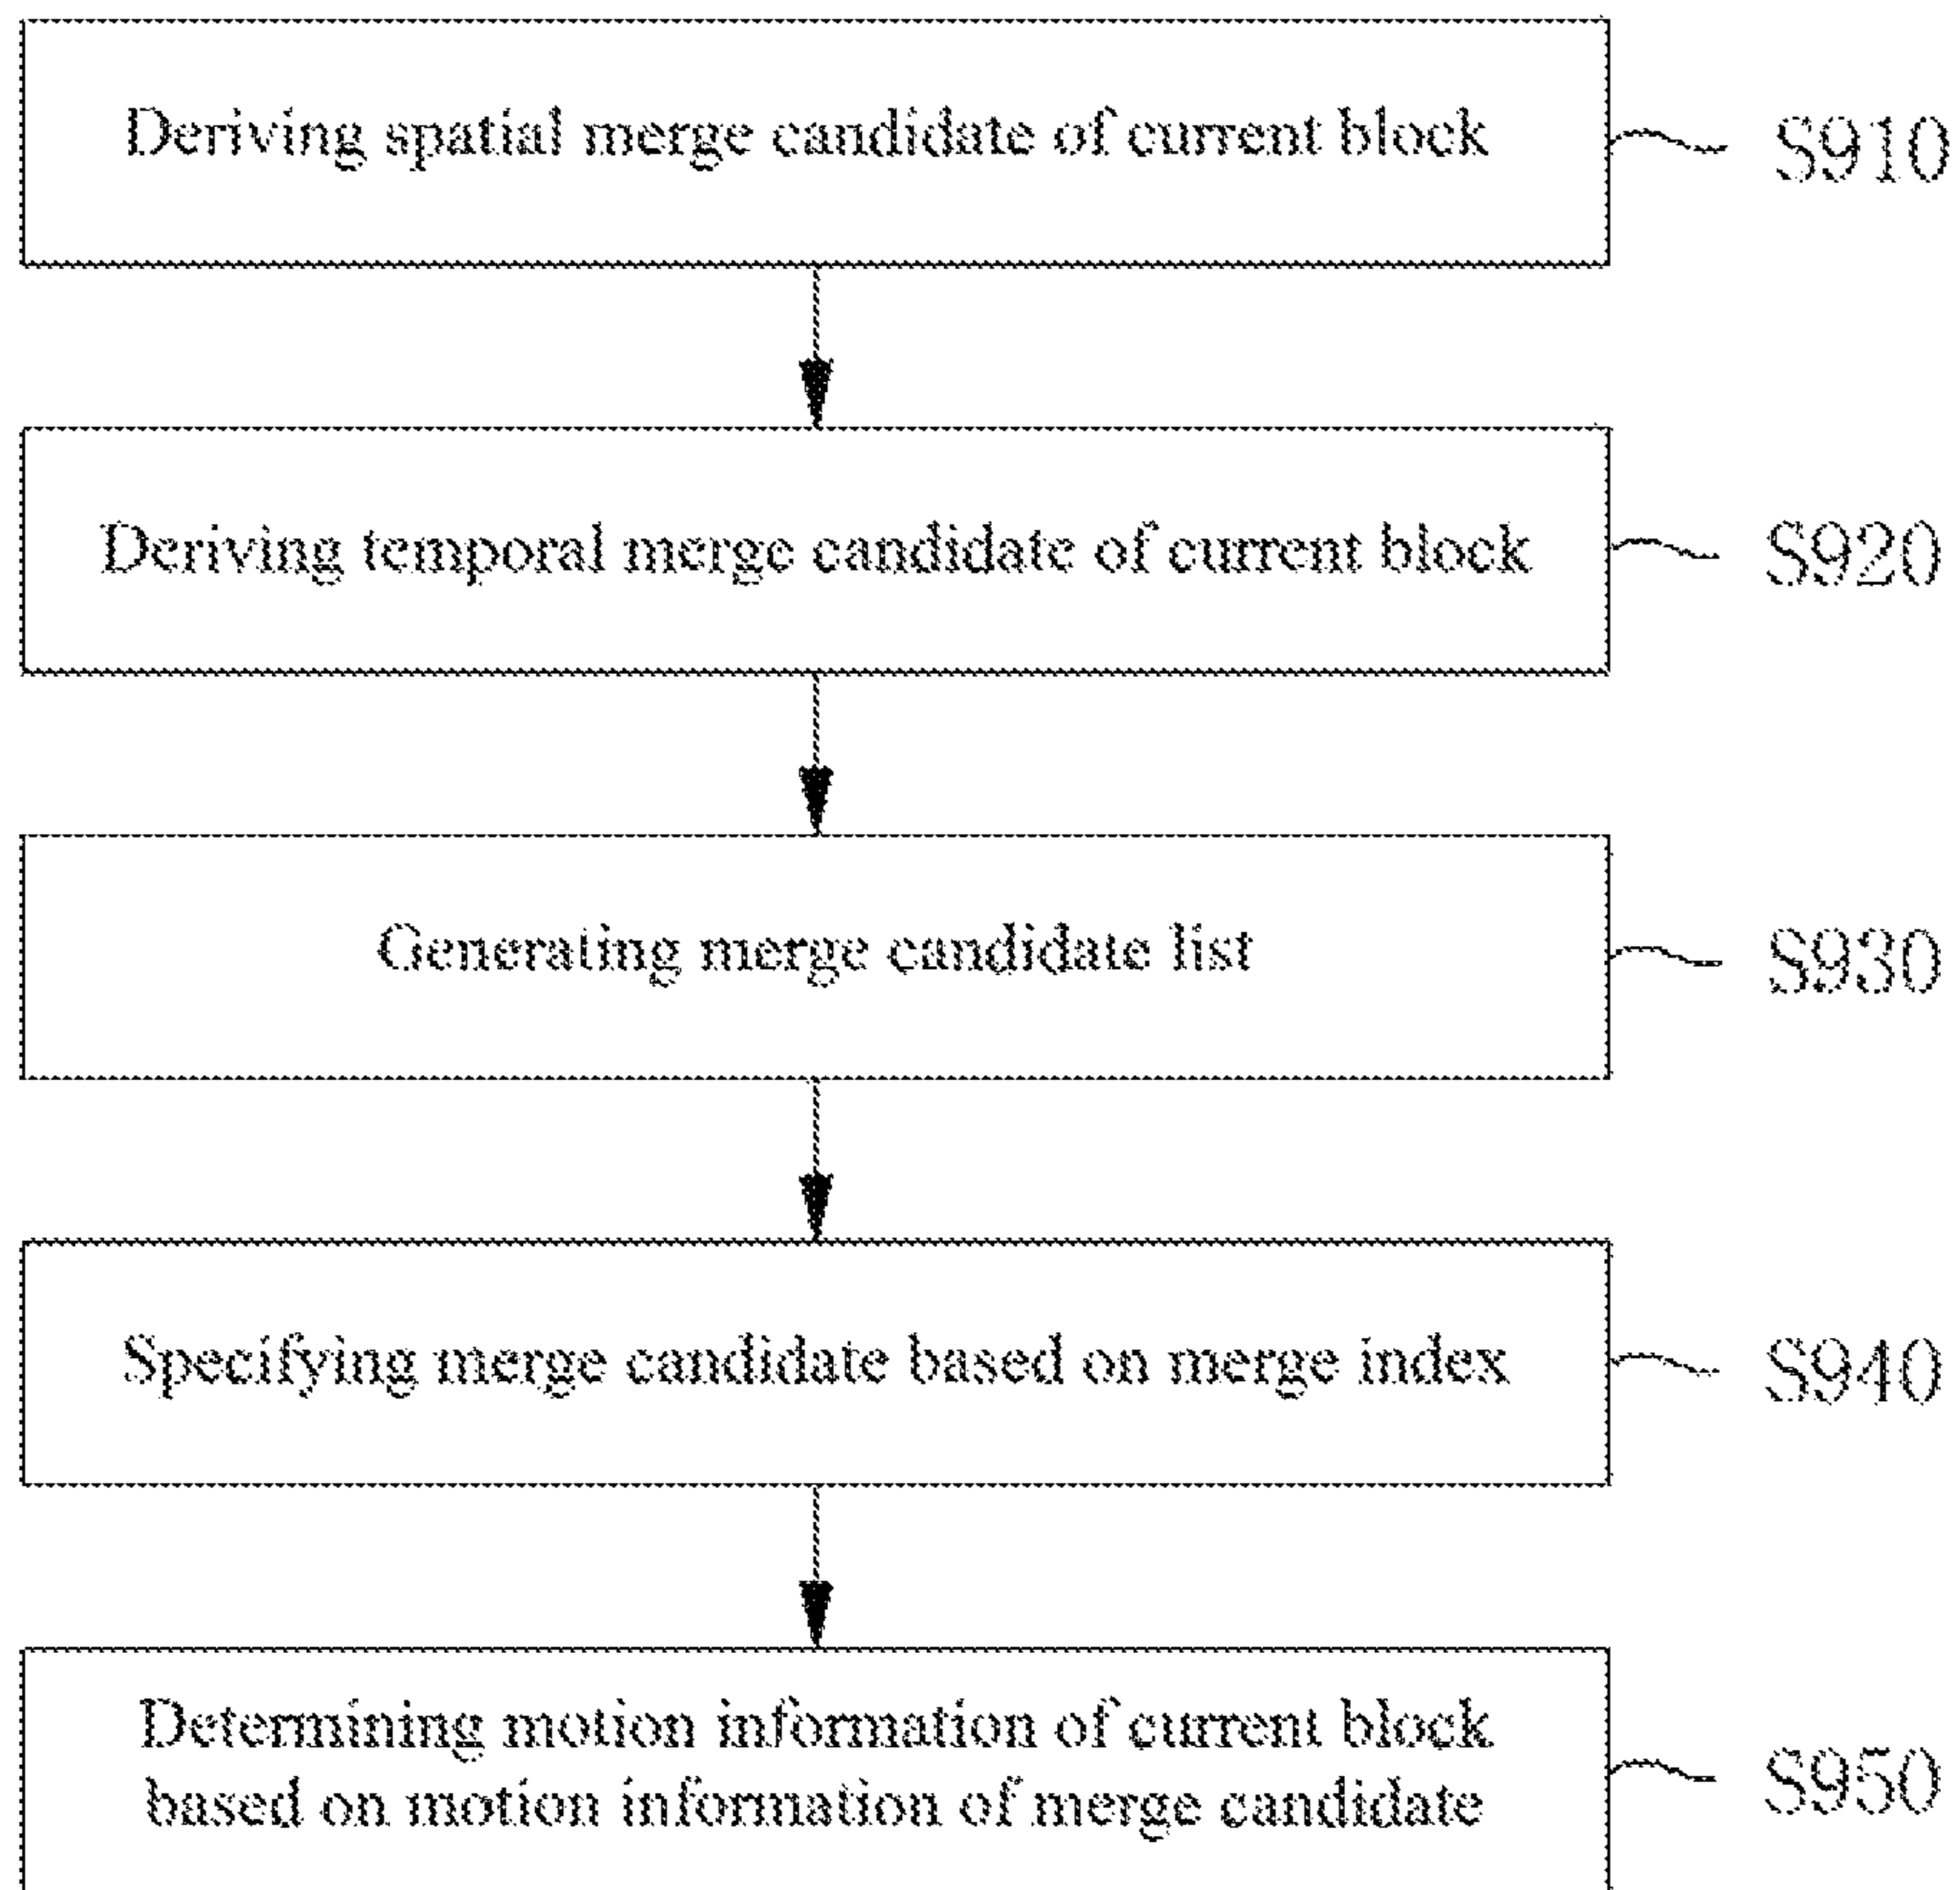 Deriving spatial merge candidate of current block
S910
Deriving temporal merge candidate of current block
S920
Generating merge candidate list
S930
Specifying merge candidate based on merge index
S940
Determining motion information of current block
based on motion information of merge candidate
S950